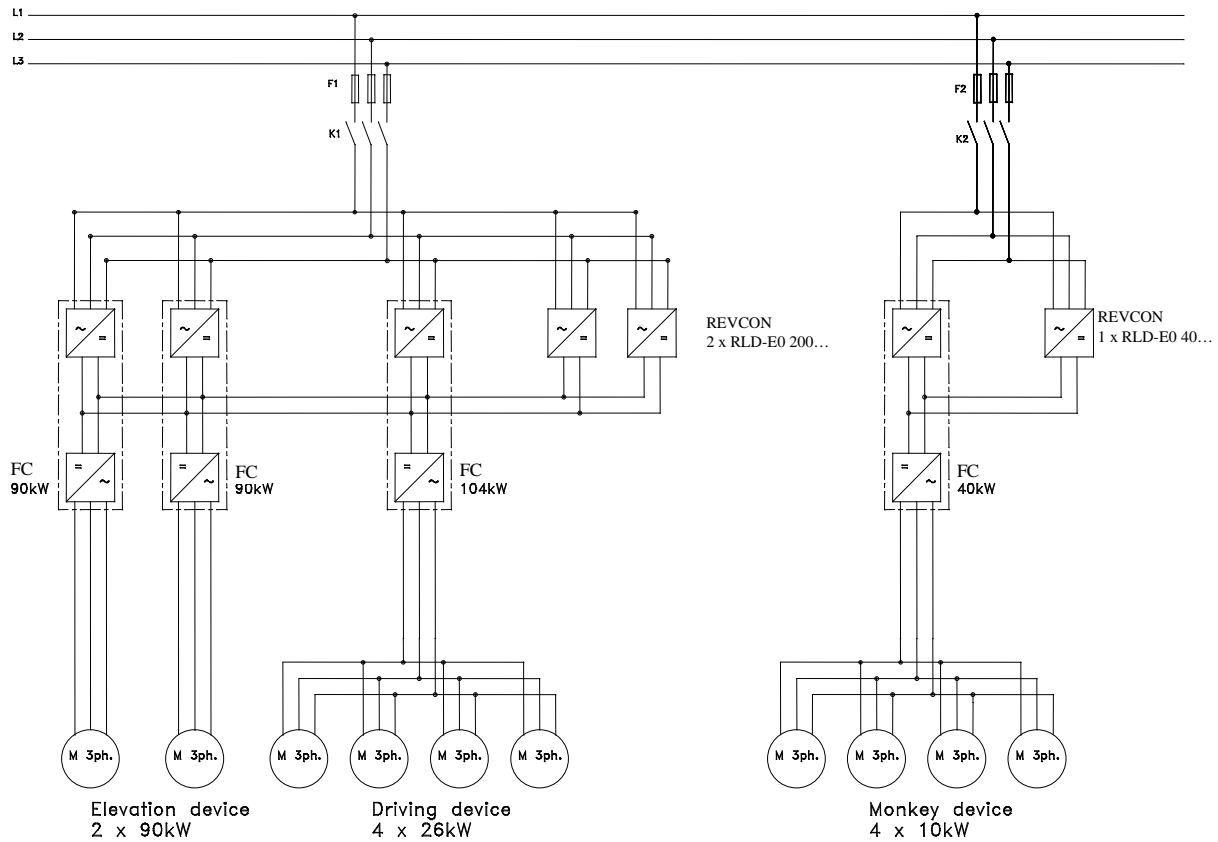 L1
L2
L3
F1
F2
K1
K2
~
=
~
=
~
=
~
=
~
=
REVCON
2 x RLD-E0 200...
~
=
~
=
REVCON
1 x RLD-E0 40...
FC
90kW
=
~
=
~
FC
90kW
=
~
FC
104kW
=
~
FC
40kW
M 3ph.
M 3ph.
M 3ph.
M 3ph.
M 3ph.
M 3ph.
M 3ph.
M 3ph.
M 3ph.
M 3ph.
Elevation device
2 x 90kW
Driving device
4 x 26kW
Monkey device
4 x 10kW